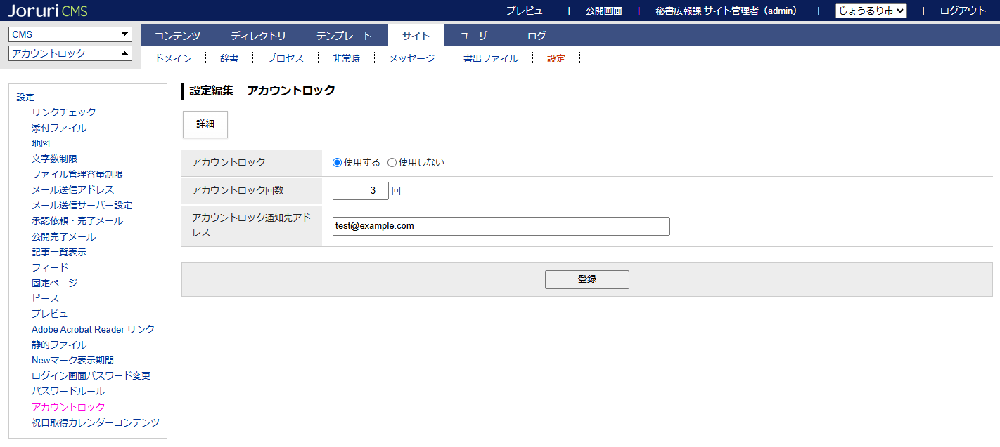 Joruri CMS
プレビュー | 公開画面 | 秘書広報課 サイト管理者（admin） | じょうるり市 | ログアウト
CMS
アカウントロック
コンテンツ ディレクトリ テンプレート サイト ユーザー ログ
ドメイン 辞書 プロセス 非常時 メッセージ 書出ファイル 設定
設定
リンクチェック
添付ファイル
地図
文字数制限
ファイル管理容量制限
メール送信アドレス
メール送信サーバー設定
承認依頼・完了メール
公開完了メール
記事一覧表示
フィード
固定ページ
ピース
プレビュー
Adobe Acrobat Reader リンク
静的ファイル
Newマーク表示期間
ログイン画面パスワード変更
パスワードルール
アカウントロック
祝日取得カレンダーコンテンツ
設定編集 アカウントロック
詳細
アカウントロック 使用する 使用しない
アカウントロック回数 3 回
アカウントロック通知先アド
レス
test@example.com
登録